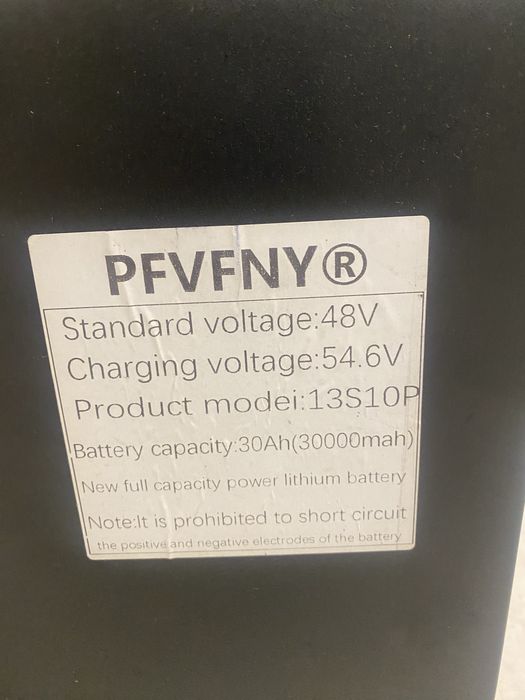 PFVFNY®
Standard voltage:48V
Charging voltage:54.6V
Product modei:13S10P
Battery capacity:30Ah(30000mah)
New full capacity power lithium battery
Note:It is prohibited to short circuit
the positive and negative electrodes of the battery